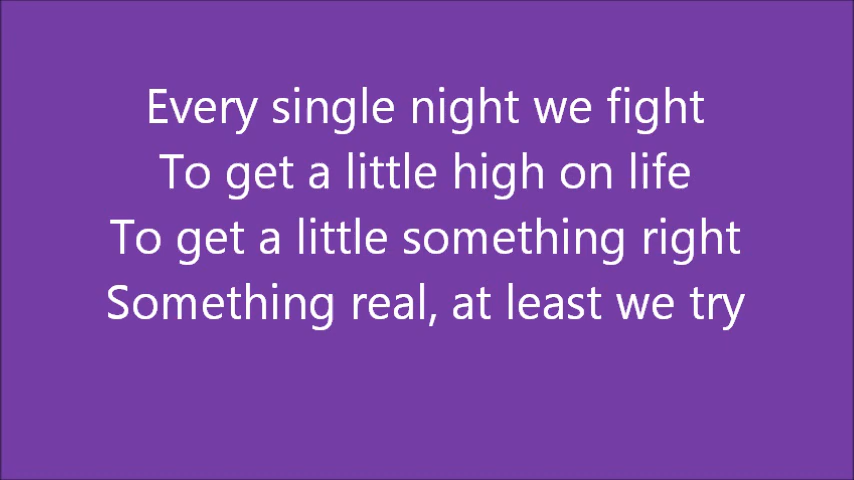 Every single night we fight
To get a little high on life
To get a little something right
Something real, at least we try